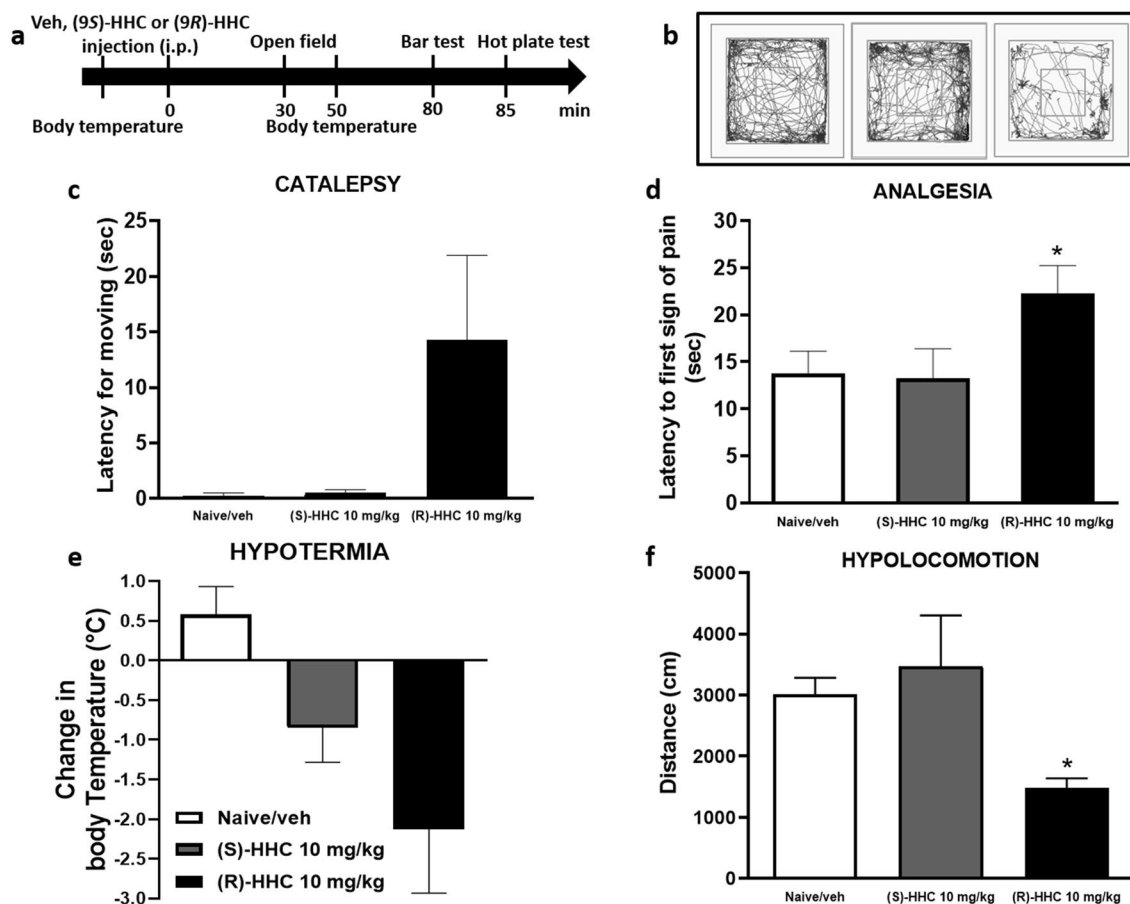 a
Veh, (9S)-HHC or (9R)-HHC
injection (i.p.)
Open field
Bar test
Hot plate test
0
30
50
80
85
min
Body temperature
Body temperature
b
c
CATALEPSY
Latency for moving (sec)
25
20
15
10
5
0
Naive/veh
(S)-HHC 10 mg/kg
(R)-HHC 10 mg/kg
d
ANALGESIA
Latency to first sign of pain
(sec)
30
25
20
15
10
5
0
*
Naive/veh
(S)-HHC 10 mg/kg
(R)-HHC 10 mg/kg
e
HYPOTERMIA
Change in
body Temperature (°C)
1.0
0.5
0.0
-0.5
-1.0
-1.5
-2.0
-2.5
-3.0
Naive/veh
(S)-HHC 10 mg/kg
(R)-HHC 10 mg/kg
f
HYPOLOCOMOTION
Distance (cm)
5000
4000
3000
2000
1000
0
*
Naive/veh
(S)-HHC 10 mg/kg
(R)-HHC 10 mg/kg